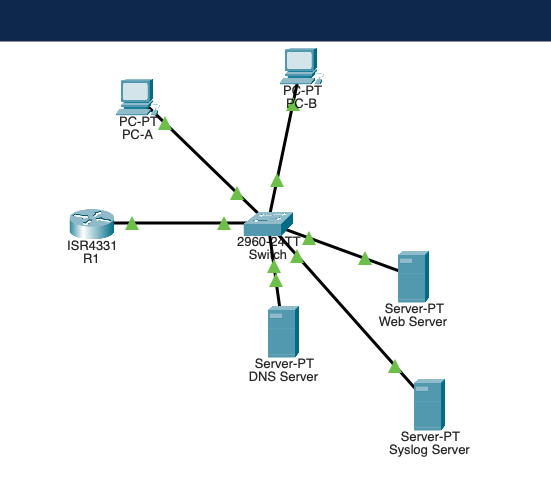 PC-PT
PC-B
PC-PT
PC-A
ISR4331
R1
2960-24TT
Switch
Server-PT
Web Server
Server-PT
DNS Server
Server-PT
Syslog Server